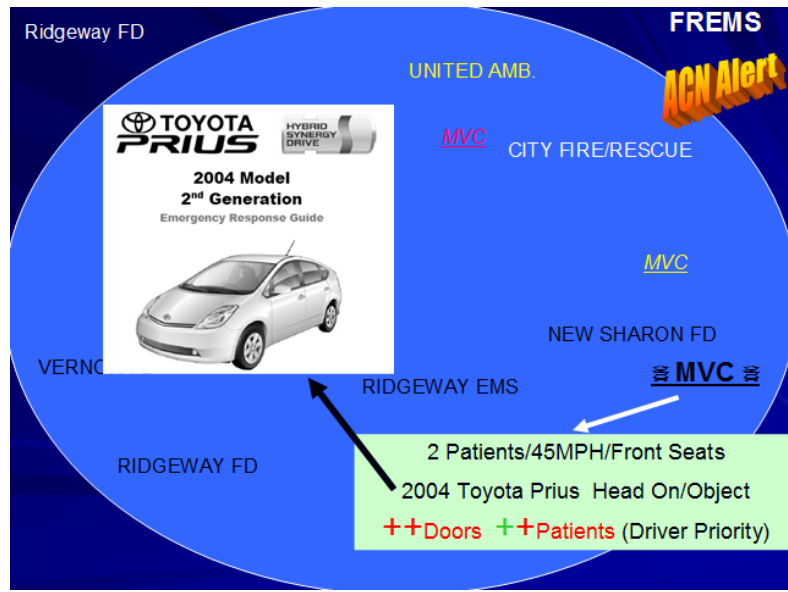 Ridgeway FD
FREMS
ACN Alert
UNITED AMB.
MVC
CITY FIRE/RESCUE
TOYOTA
PRIUS
HYBRID
SYNERGY
DRIVE
2004 Model
2nd Generation
Emergency Response Guide
MVC
NEW SHARON FD
MVC
RIDGEWAY EMS
RIDGEWAY FD
2 Patients/45MPH/Front Seats
2004 Toyota Prius Head On/Object
++Doors ++Patients (Driver Priority)